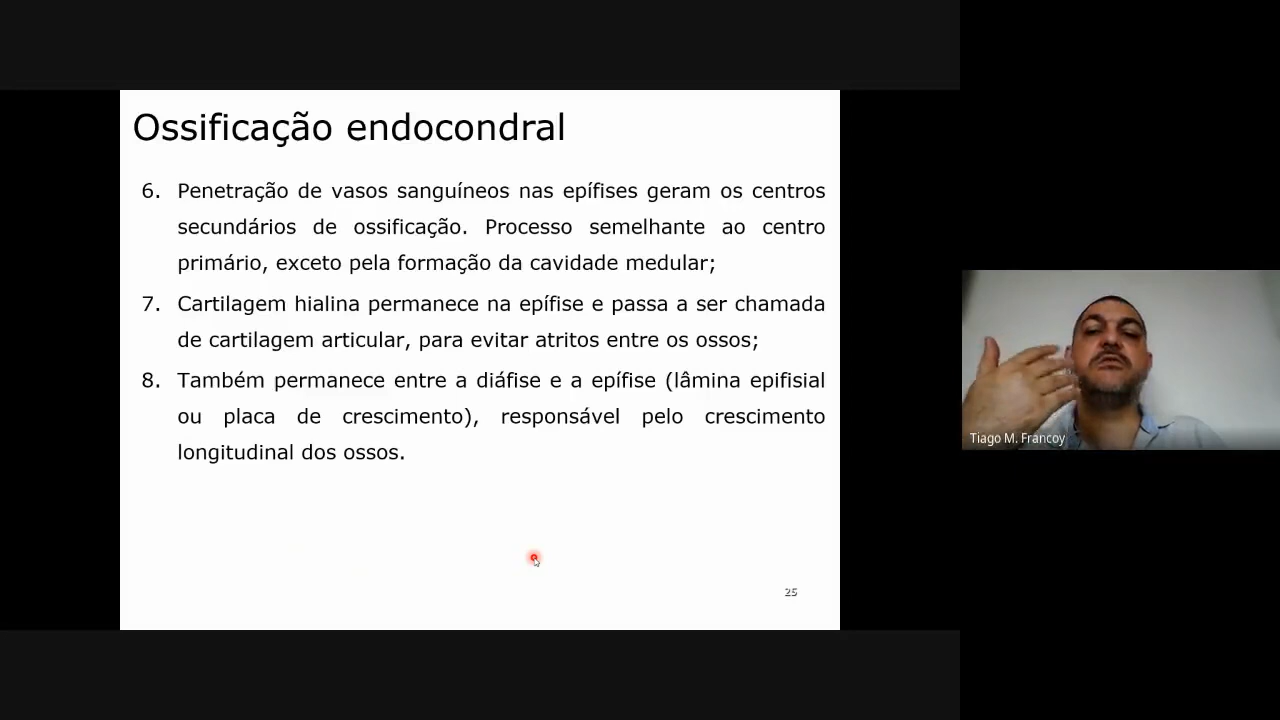 Ossificação endocondral
6. Penetração de vasos sanguíneos nas epífises geram os centros
secundários de ossificação. Processo semelhante ao centro
primário, exceto pela formação da cavidade medular;
7. Cartilagem hialina permanece na epífise e passa a ser chamada
de cartilagem articular, para evitar atritos entre os ossos;
8. Também permanece entre a diáfise e a epífise (lâmina epifisial
ou placa de crescimento), responsável pelo crescimento
longitudinal dos ossos.
25
Tiago M. Francoy